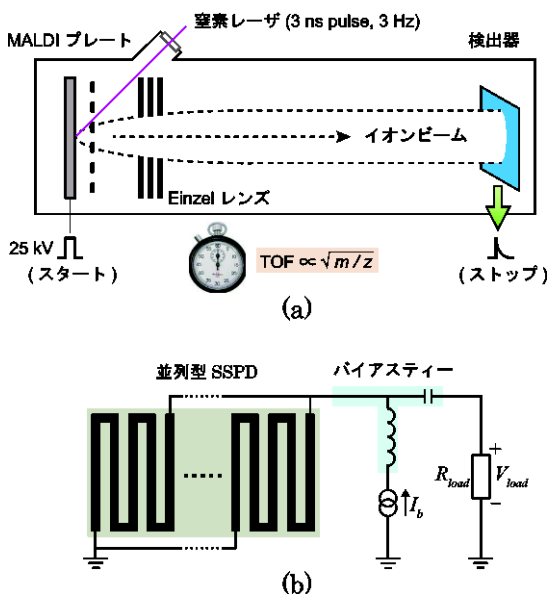 窒素レーザ (3 ns pulse, 3 Hz)
MALDI プレート
検出器
イオンビーム
Einzel レンズ
25 kV
(スタート)
TOF ∝ √m/z
(ストップ)
(a)
並列型 SSPD
バイアスティー
I_b
R_load
+
V_load
−
(b)